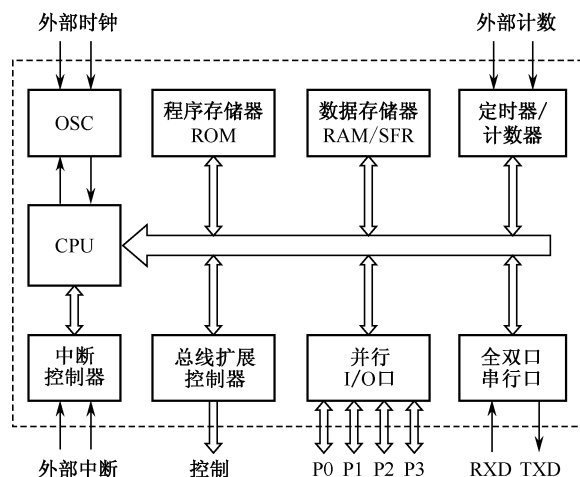 外部时钟
外部计数
OSC
程序存储器
ROM
数据存储器
RAM/SFR
定时器/
计数器
CPU
中断
控制器
总线扩展
控制器
并行
I/O口
全双口
串行口
外部中断
控制
P0 P1 P2 P3
RXD TXD